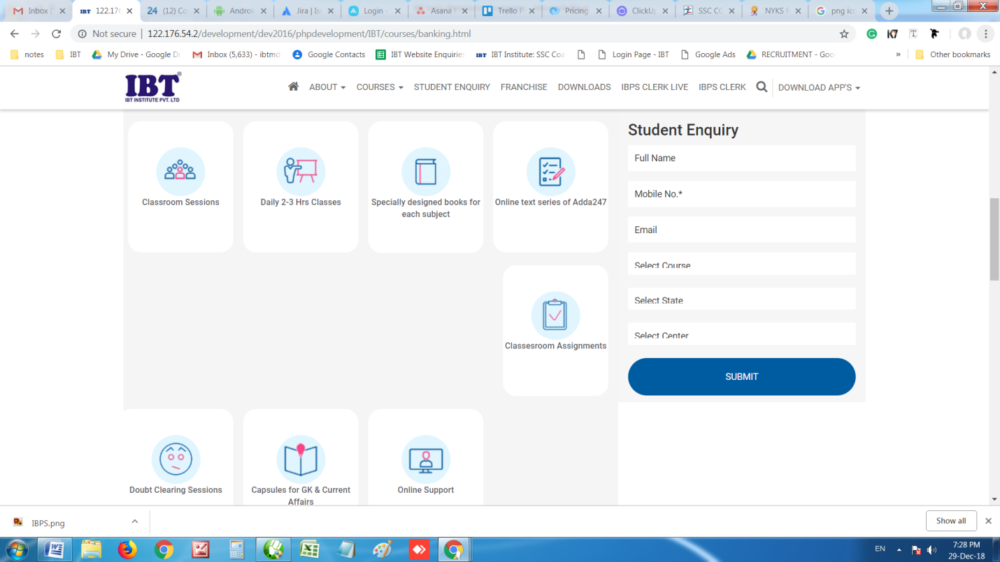 Inbox (
122.17
24 (12) Co
Androi
Jira | Is
Login -
Asana
Trello
Pricing
ClickU
SSC C
NYKS
png ic
Not secure | 122.176.54.2/development/dev2016/phpdevelopment/IBT/courses/banking.html
notes
IBT
My Drive - Google D
Inbox (5,633) - ibtmd
Google Contacts
IBT Website Enquiries
IBT Institute: SSC Coa
Login Page - IBT
Google Ads
RECRUITMENT - Goo
»
Other bookmarks
IBT®
IBT INSTITUTE PVT. LTD
ABOUT
COURSES
STUDENT ENQUIRY
FRANCHISE
DOWNLOADS
IBPS CLERK LIVE
IBPS CLERK
DOWNLOAD APP'S
Classroom Sessions
Daily 2-3 Hrs Classes
Specially designed books for
each subject
Online text series of Adda247
Classesroom Assignments
Doubt Clearing Sessions
Capsules for GK & Current
Affairs
Online Support
Student Enquiry
Full Name
Mobile No.*
Email
Select Course
Select State
Select Center
SUBMIT
IBPS.png
Show all
EN
7:28 PM
29-Dec-18